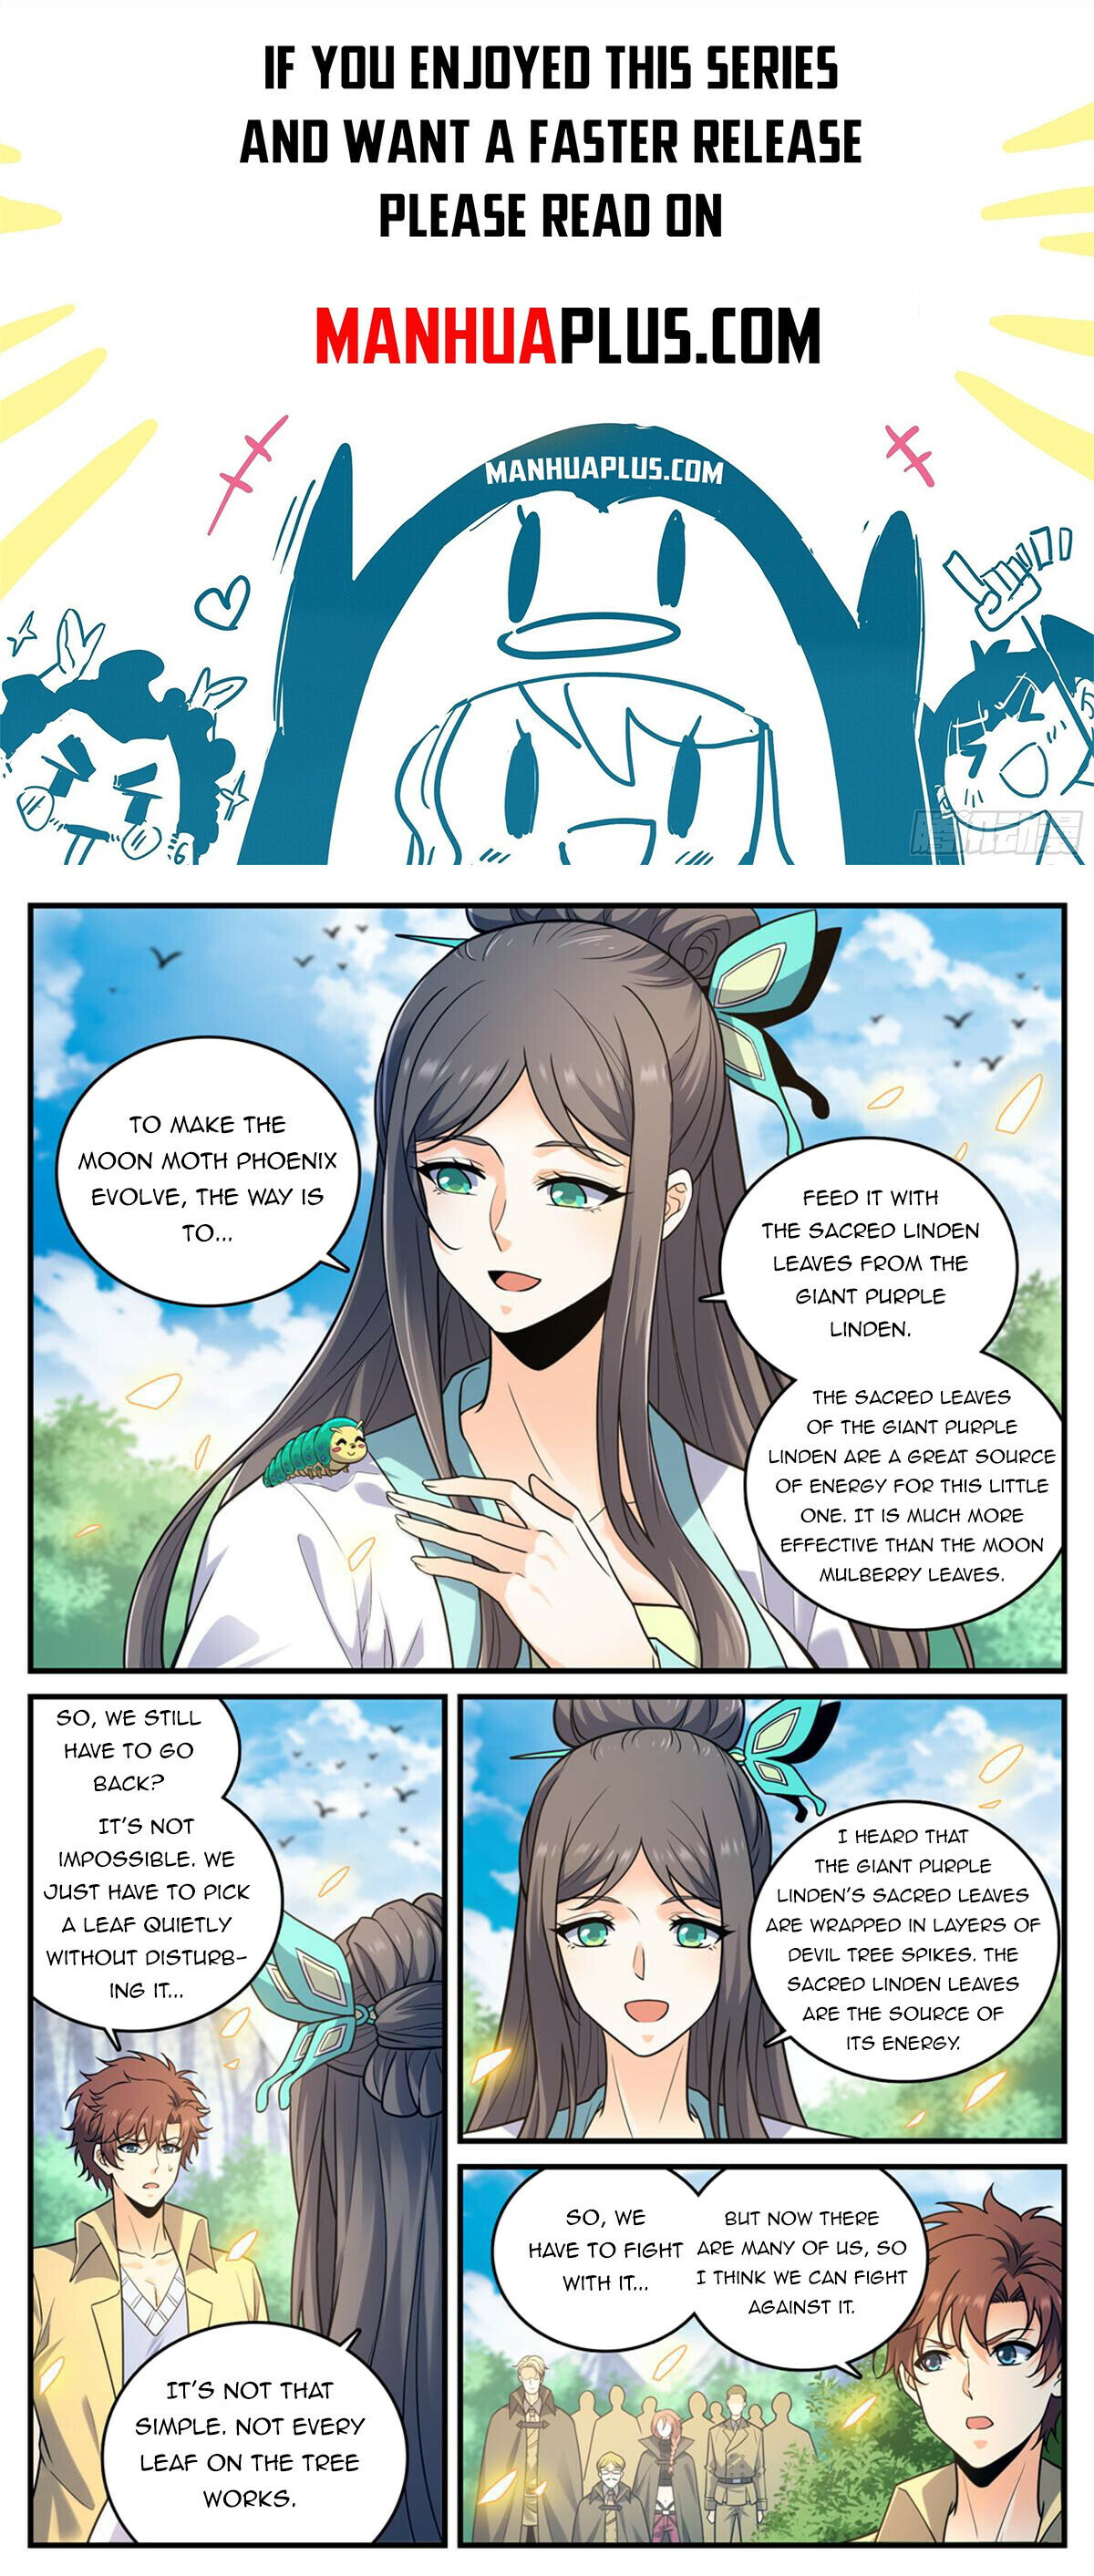 IF YOU ENJOYED THIS SERIES
AND WANT A FASTER RELEASE
PLEASE READ ON
MANHUAPLUS.COM
MANHUAPLUS.COM
腾讯动漫
TO MAKE THE
MOON MOTH PHOENIX
EVOLVE, THE WAY IS
TO...
FEED IT WITH
THE SACRED LINDEN
LEAVES FROM THE
GIANT PURPLE
LINDEN.
THE SACRED LEAVES
OF THE GIANT PURPLE
LINDEN ARE A GREAT SOURCE
OF ENERGY FOR THIS LITTLE
ONE. IT IS MUCH MORE
EFFECTIVE THAN THE MOON
MULBERRY LEAVES.
SO, WE STILL
HAVE TO GO
BACK?
IT'S NOT
IMPOSSIBLE. WE
JUST HAVE TO PICK
A LEAF QUIETLY
WITHOUT DISTURB-
ING IT...
IT'S NOT THAT
SIMPLE. NOT EVERY
LEAF ON THE TREE
WORKS.
I HEARD THAT
THE GIANT PURPLE
LINDEN'S SACRED LEAVES
ARE WRAPPED IN LAYERS OF
DEVIL TREE SPIKES. THE
SACRED LINDEN LEAVES
ARE THE SOURCE OF
ITS ENERGY.
SO, WE
HAVE TO FIGHT
WITH IT...
BUT NOW THERE
ARE MANY OF US, SO
I THINK WE CAN FIGHT
AGAINST IT.